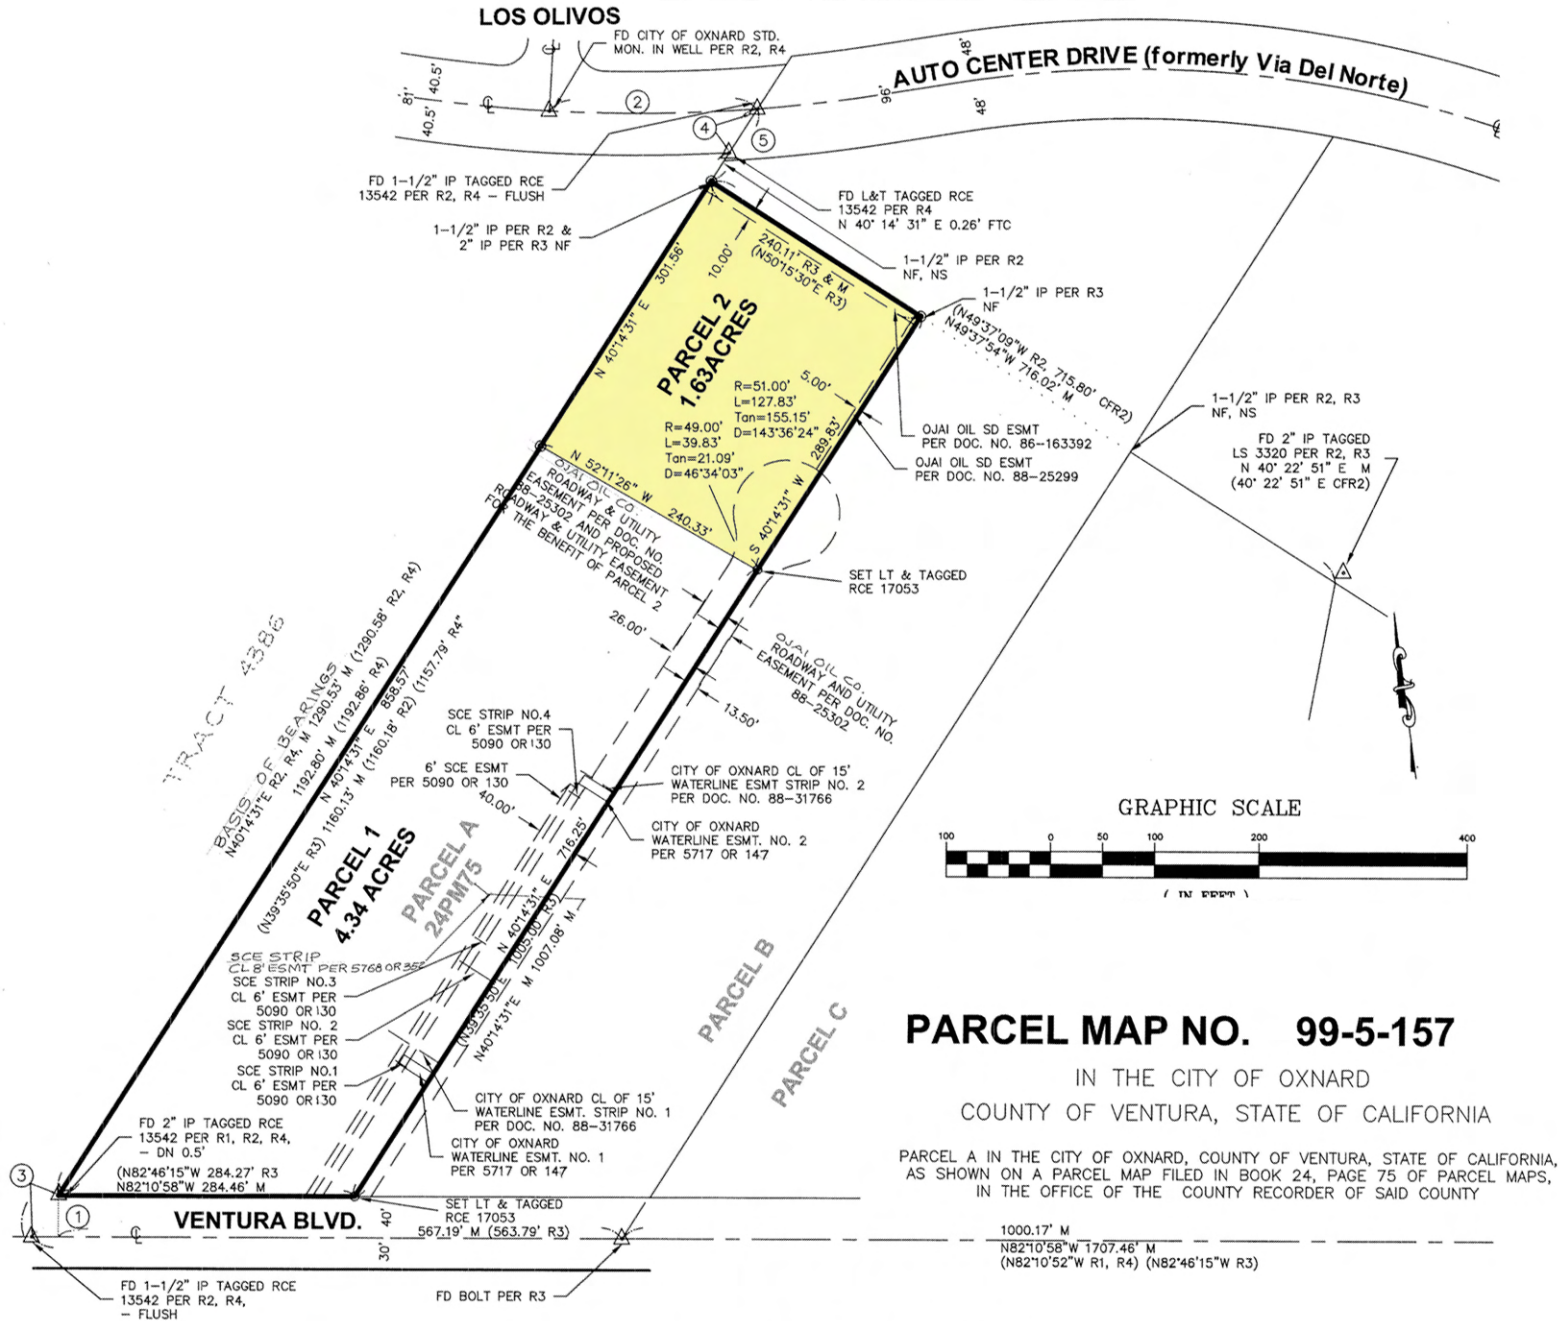 LOS OLIVOS
FD CITY OF OXNARD STD.
MON. IN WELL PER R2, R4
AUTO CENTER DRIVE (formerly Via Del Norte)
81'
40.5'
40.5'
96'
48'
48'
2
4
5
FD 1-1/2" IP TAGGED RCE
13542 PER R2, R4 - FLUSH
1-1/2" IP PER R2 &
2" IP PER R3 NF
FD L&T TAGGED RCE
13542 PER R4
N 40° 14' 31" E 0.26' FTC
1-1/2" IP PER R2
NF, NS
1-1/2" IP PER R3
NF
(N49°37'09"W R2, 715.80' CFR2)
N49°37'54"W 716.02' M
240.11' R3 & M
(N50°15'30"E R3)
10.00'
N 40°14'31" E 301.56'
PARCEL 2
1.63ACRES
R=51.00'
L=127.83'
Tan=155.15'
D=143°36'24"
R=49.00'
L=39.83'
Tan=21.09'
D=46°34'03"
5.00'
S 40°14'31" W 289.83'
N 52°11'26" W 240.33'
OJAI OIL SD ESMT
PER DOC. NO. 86-163392
OJAI OIL SD ESMT
PER DOC. NO. 88-25299
1-1/2" IP PER R2, R3
NF, NS
FD 2" IP TAGGED
LS 3320 PER R2, R3
N 40° 22' 51" E M
(40° 22' 51" E CFR2)
OJAI OIL CO.
ROADWAY & UTILITY
EASEMENT PER DOC. NO.
88-25302 AND PROPOSED
ROADWAY & UTILITY EASEMENT
FOR THE BENEFIT OF PARCEL 2
SET LT & TAGGED
RCE 17053
26.00'
13.50'
OJAI OIL CO.
ROADWAY AND UTILITY
EASEMENT PER DOC. NO.
88-25302
TRACT 4386
BASIS OF BEARINGS
N40°14'31"E R2, R4, M 1290.53' M (1290.58' R2, R4)
1192.80' M (1192.86' R4)
N 40°14'31" E 858.57'
(N39°35'50"E R3) 1160.13' M (1160.18' R2) (1157.79' R4"
SCE STRIP NO.4
CL 6' ESMT PER
5090 OR130
6' SCE ESMT
PER 5090 OR 130
40.00'
CITY OF OXNARD CL OF 15'
WATERLINE ESMT STRIP NO. 2
PER DOC. NO. 88-31766
CITY OF OXNARD
WATERLINE ESMT. NO. 2
PER 5717 OR 147
PARCEL 1
4.34 ACRES
PARCEL A
24PM75
N 40°14'31" E 716.25'
(N39°35'50"E 1005.00' R3)
N40°14'31"E M 1007.08' M
GRAPHIC SCALE
100 0 50 100 200 400
( IN FEET )
SCE STRIP
CL 8' ESMT PER 5768 OR 352
SCE STRIP NO.3
CL 6' ESMT PER
5090 OR130
SCE STRIP NO. 2
CL 6' ESMT PER
5090 OR130
SCE STRIP NO.1
CL 6' ESMT PER
5090 OR130
PARCEL B
PARCEL C
CITY OF OXNARD CL OF 15'
WATERLINE ESMT. STRIP NO. 1
PER DOC. NO. 88-31766
CITY OF OXNARD
WATERLINE ESMT. NO. 1
PER 5717 OR 147
FD 2" IP TAGGED RCE
13542 PER R1, R2, R4,
- DN 0.5'
(N82°46'15"W 284.27' R3
N82°10'58"W 284.46' M
3
1
VENTURA BLVD.
40'
30'
SET LT & TAGGED
RCE 17053
567.19' M (563.79' R3)
FD 1-1/2" IP TAGGED RCE
13542 PER R2, R4,
- FLUSH
FD BOLT PER R3
PARCEL MAP NO. 99-5-157
IN THE CITY OF OXNARD
COUNTY OF VENTURA, STATE OF CALIFORNIA
PARCEL A IN THE CITY OF OXNARD, COUNTY OF VENTURA, STATE OF CALIFORNIA,
AS SHOWN ON A PARCEL MAP FILED IN BOOK 24, PAGE 75 OF PARCEL MAPS,
IN THE OFFICE OF THE COUNTY RECORDER OF SAID COUNTY
1000.17' M
N82°10'58"W 1707.46' M
(N82°10'52"W R1, R4) (N82°46'15"W R3)